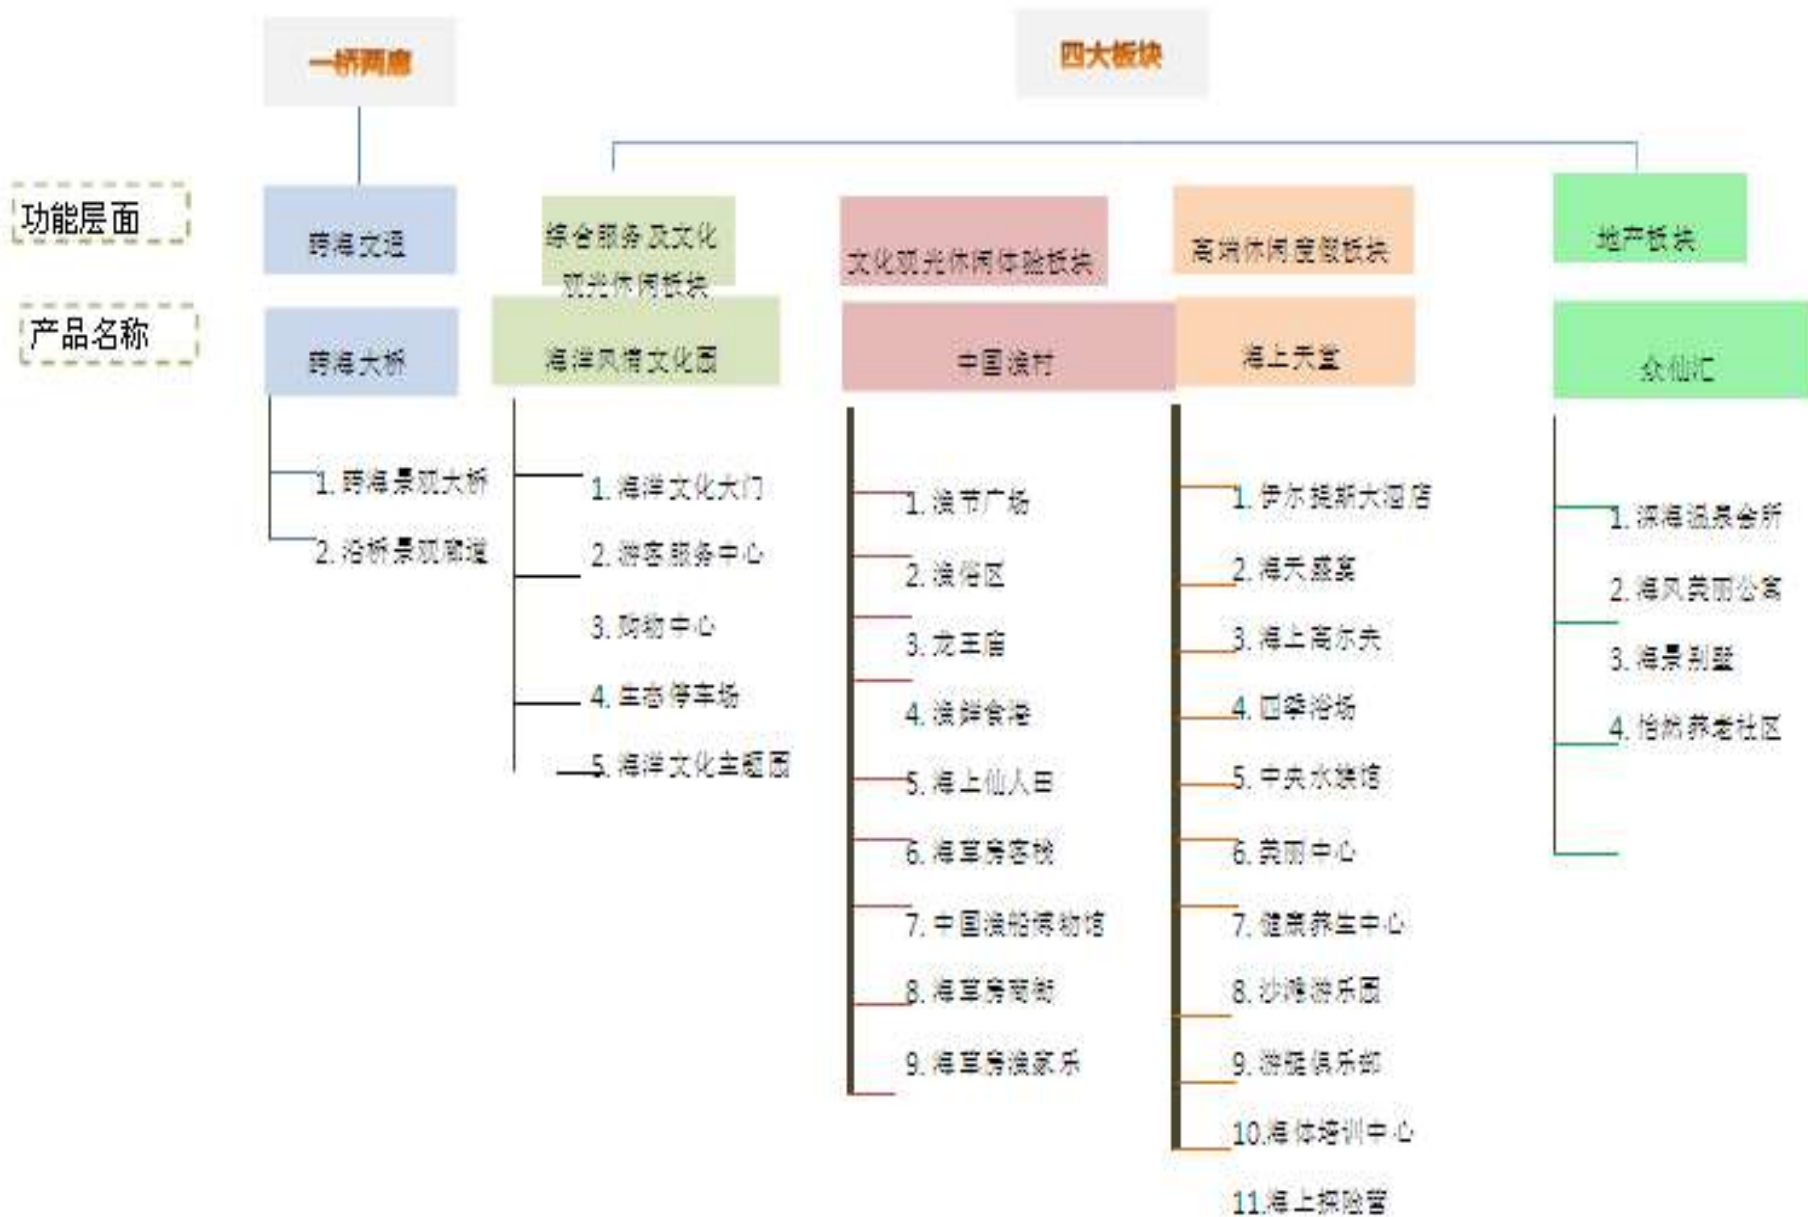 一桥两廊
四大板块
功能层面
跨海交通
综合服务及文化
观光休闲板块
文化观光休闲体验板块
高端休闲度假板块
地产板块
产品名称
跨海大桥
海洋风情文化园
中国渔村
海上天堂
众仙汇
1. 跨海景观大桥
2. 沿桥景观廊道
1. 海洋文化大门
2. 游客服务中心
3. 购物中心
4. 生态停车场
5. 海洋文化主题园
1. 渔节广场
2. 渔俗区
3. 龙王庙
4. 渔鲜食港
5. 海上仙人田
6. 海草房客栈
7. 中国渔船博物馆
8. 海草房商街
9. 海草房渔家乐
1. 伊尔提斯大酒店
2. 海天盛宴
3. 海上高尔夫
4. 四季浴场
5. 中央水族馆
6. 美丽中心
7. 健康养生中心
8. 沙滩游乐园
9. 游艇俱乐部
10.海体培训中心
11.海上探险营
1. 深海温泉会所
2. 海风美丽公寓
3. 海景别墅
4. 怡然养老社区